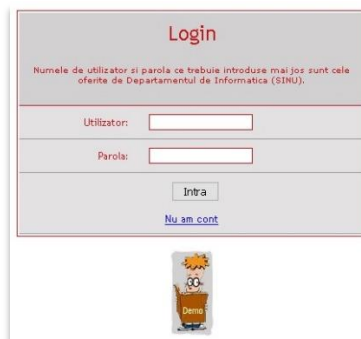 Login
Numele de utilizator si parola ce trebuie introduse mai jos sunt cele
oferite de Departamentul de Informatica (SINU).
Utilizator:
Parola:
Intra
Nu am cont
Demo